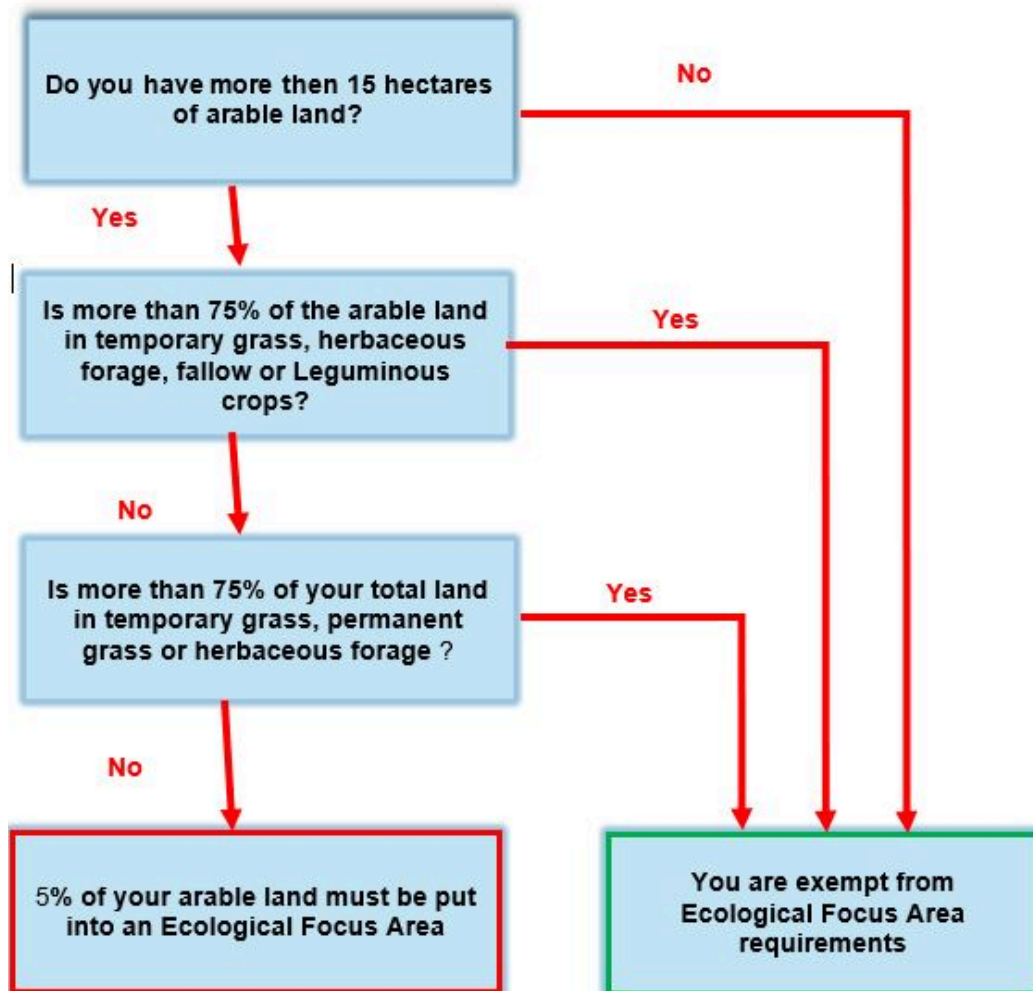 Do you have more then 15 hectares
of arable land?
No
Yes
Is more than 75% of the arable land
in temporary grass, herbaceous
forage, fallow or Leguminous
crops?
Yes
No
Is more than 75% of your total land
in temporary grass, permanent
grass or herbaceous forage ?
Yes
No
5% of your arable land must be put
into an Ecological Focus Area
You are exempt from
Ecological Focus Area
requirements